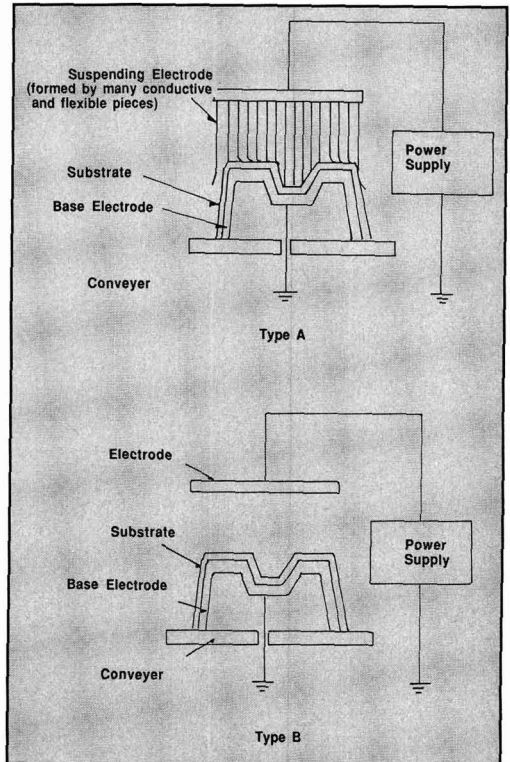 Suspending Electrode
(formed by many conductive
and flexible pieces)
Substrate
Base Electrode
Power
Supply
Conveyer
Type A
Electrode
Substrate
Base Electrode
Power
Supply
Conveyer
Type B